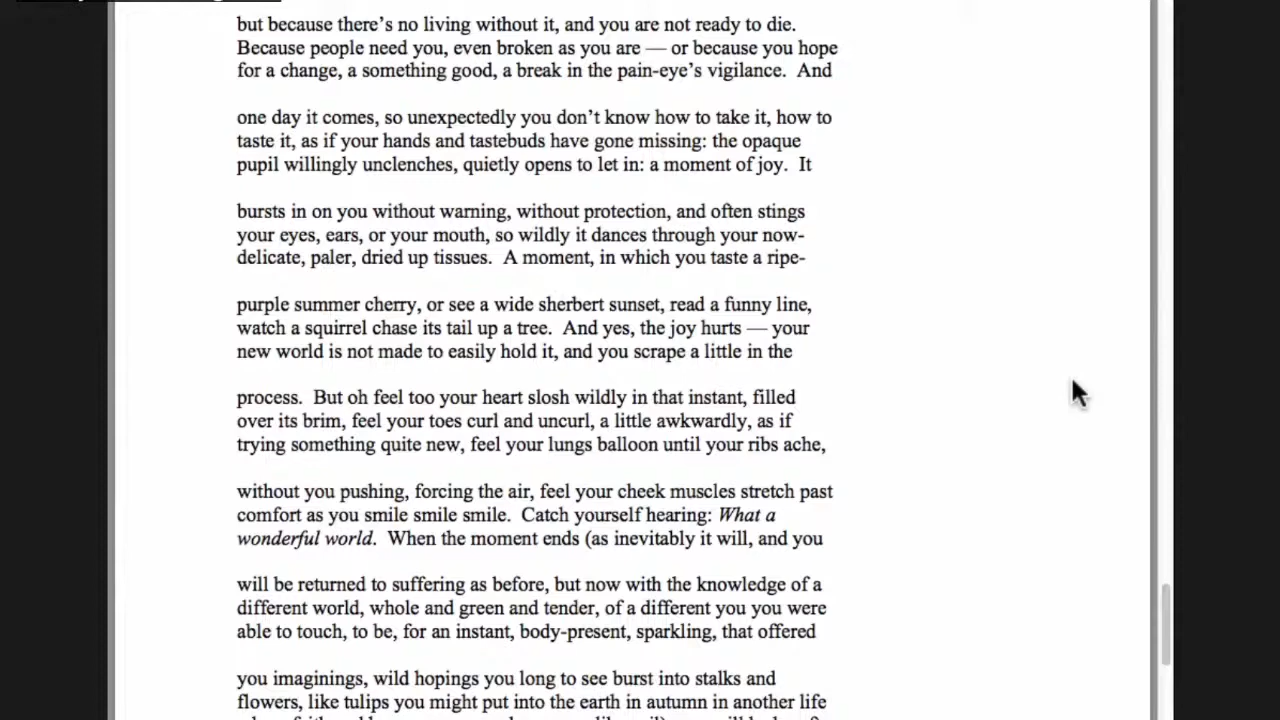 but because there’s no living without it, and you are not ready to die.
Because people need you, even broken as you are — or because you hope
for a change, a something good, a break in the pain-eye’s vigilance.  And
one day it comes, so unexpectedly you don’t know how to take it, how to
taste it, as if your hands and tastebuds have gone missing: the opaque
pupil willingly unclenches, quietly opens to let in: a moment of joy.  It
bursts in on you without warning, without protection, and often stings
your eyes, ears, or your mouth, so wildly it dances through your now-
delicate, paler, dried up tissues.  A moment, in which you taste a ripe-
purple summer cherry, or see a wide sherbert sunset, read a funny line,
watch a squirrel chase its tail up a tree.  And yes, the joy hurts — your
new world is not made to easily hold it, and you scrape a little in the
process.  But oh feel too your heart slosh wildly in that instant, filled
over its brim, feel your toes curl and uncurl, a little awkwardly, as if
trying something quite new, feel your lungs balloon until your ribs ache,
without you pushing, forcing the air, feel your cheek muscles stretch past
comfort as you smile smile smile.  Catch yourself hearing: What a
wonderful world.  When the moment ends (as inevitably it will, and you
will be returned to suffering as before, but now with the knowledge of a
different world, whole and green and tender, of a different you you were
able to touch, to be, for an instant, body-present, sparkling, that offered
you imaginings, wild hopings you long to see burst into stalks and
flowers, like tulips you might put into the earth in autumn in another life